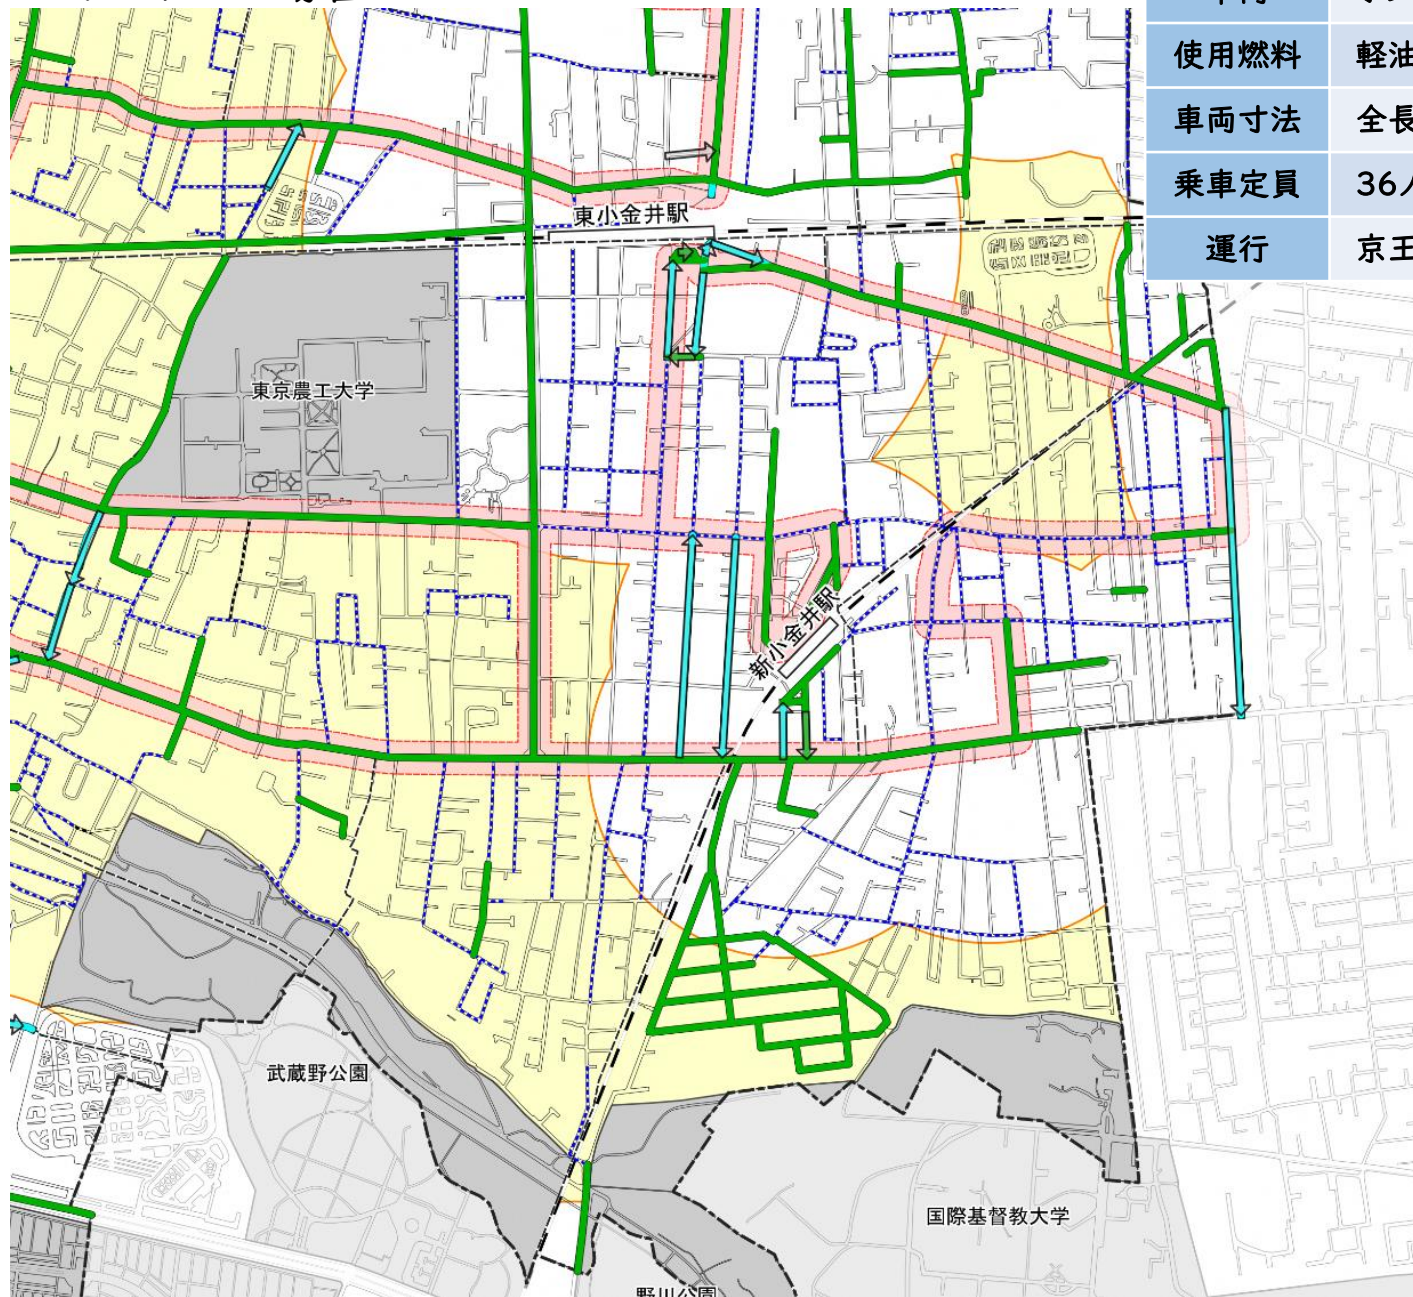 使用燃料 軽油
車両寸法 全長
乗車定員 36人
運行 京王
東小金井駅
東京農工大学
新小金井駅
武蔵野公園
国際基督教大学
野川公園